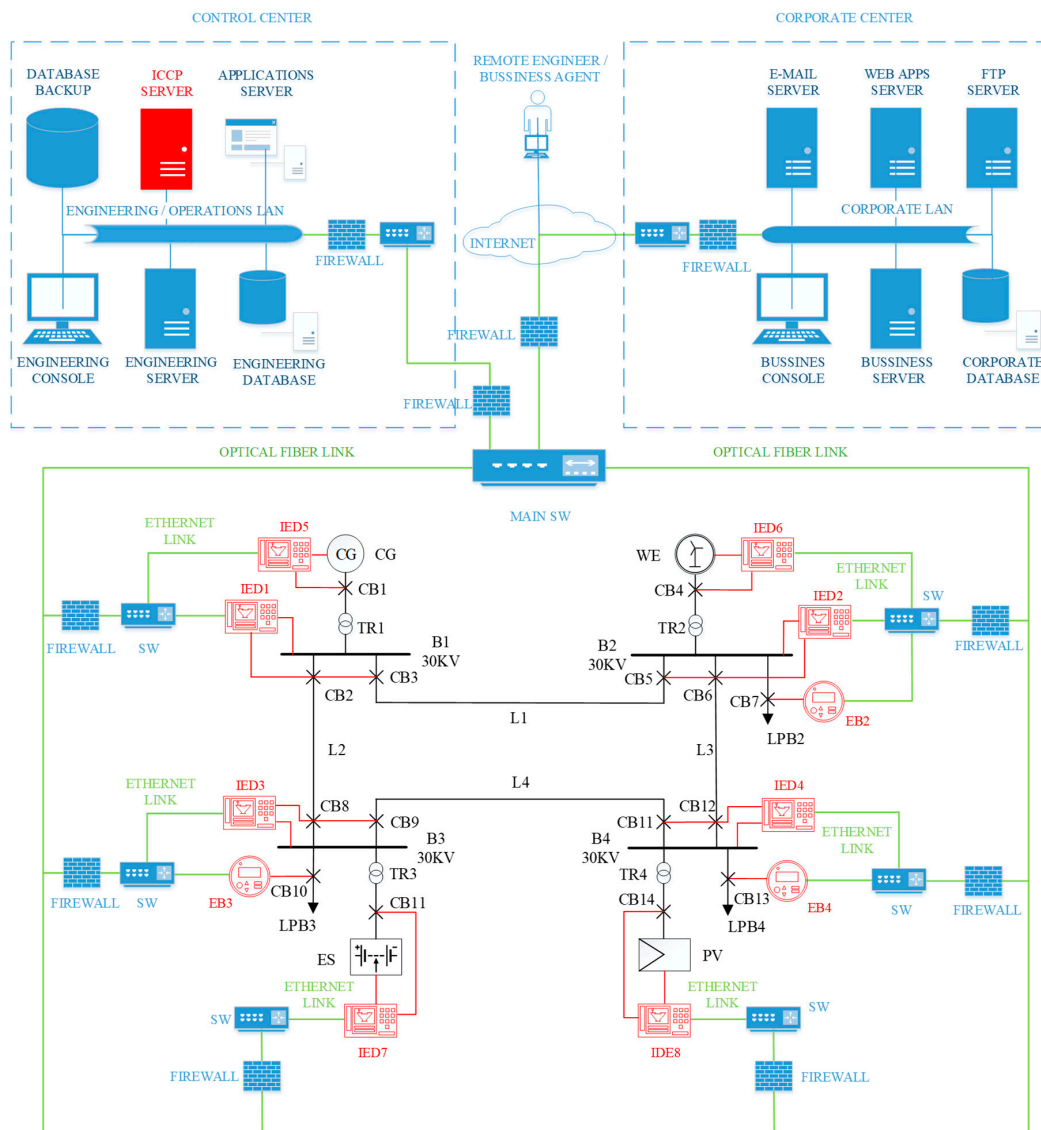 CONTROL CENTER
CORPORATE CENTER
DATABASE
BACKUP
ICCP
SERVER
APPLICATIONS
SERVER
REMOTE ENGINEER /
BUSSINESS AGENT
E-MAIL
SERVER
WEB APPS
SERVER
FTP
SERVER
ENGINEERING / OPERATIONS LAN
FIREWALL
INTERNET
CORPORATE LAN
FIREWALL
ENGINEERING
CONSOLE
ENGINEERING
SERVER
ENGINEERING
DATABASE
FIREWALL
BUSSINES
CONSOLE
BUSSINESS
SERVER
CORPORATE
DATABASE
FIREWALL
OPTICAL FIBER LINK
OPTICAL FIBER LINK
MAIN SW
ETHERNET
LINK
IED5
CG
CG
CB1
WE
IED6
CB4
ETHERNET
LINK
IED1
TR1
TR2
IED2
SW
FIREWALL
SW
B1
30KV
B2
30KV
FIREWALL
CB2
CB3
CB5
CB6
CB7
EB2
L1
LPB2
L2
L3
ETHERNET
LINK
IED3
L4
IED4
CB8
CB9
CB11
CB12
ETHERNET
LINK
B3
30KV
B4
30KV
FIREWALL
SW
EB3
CB10
TR3
TR4
CB13
EB4
SW
FIREWALL
LPB3
CB11
CB14
LPB4
ES
PV
ETHERNET
LINK
ETHERNET
LINK
SW
SW
IED7
IDE8
FIREWALL
FIREWALL